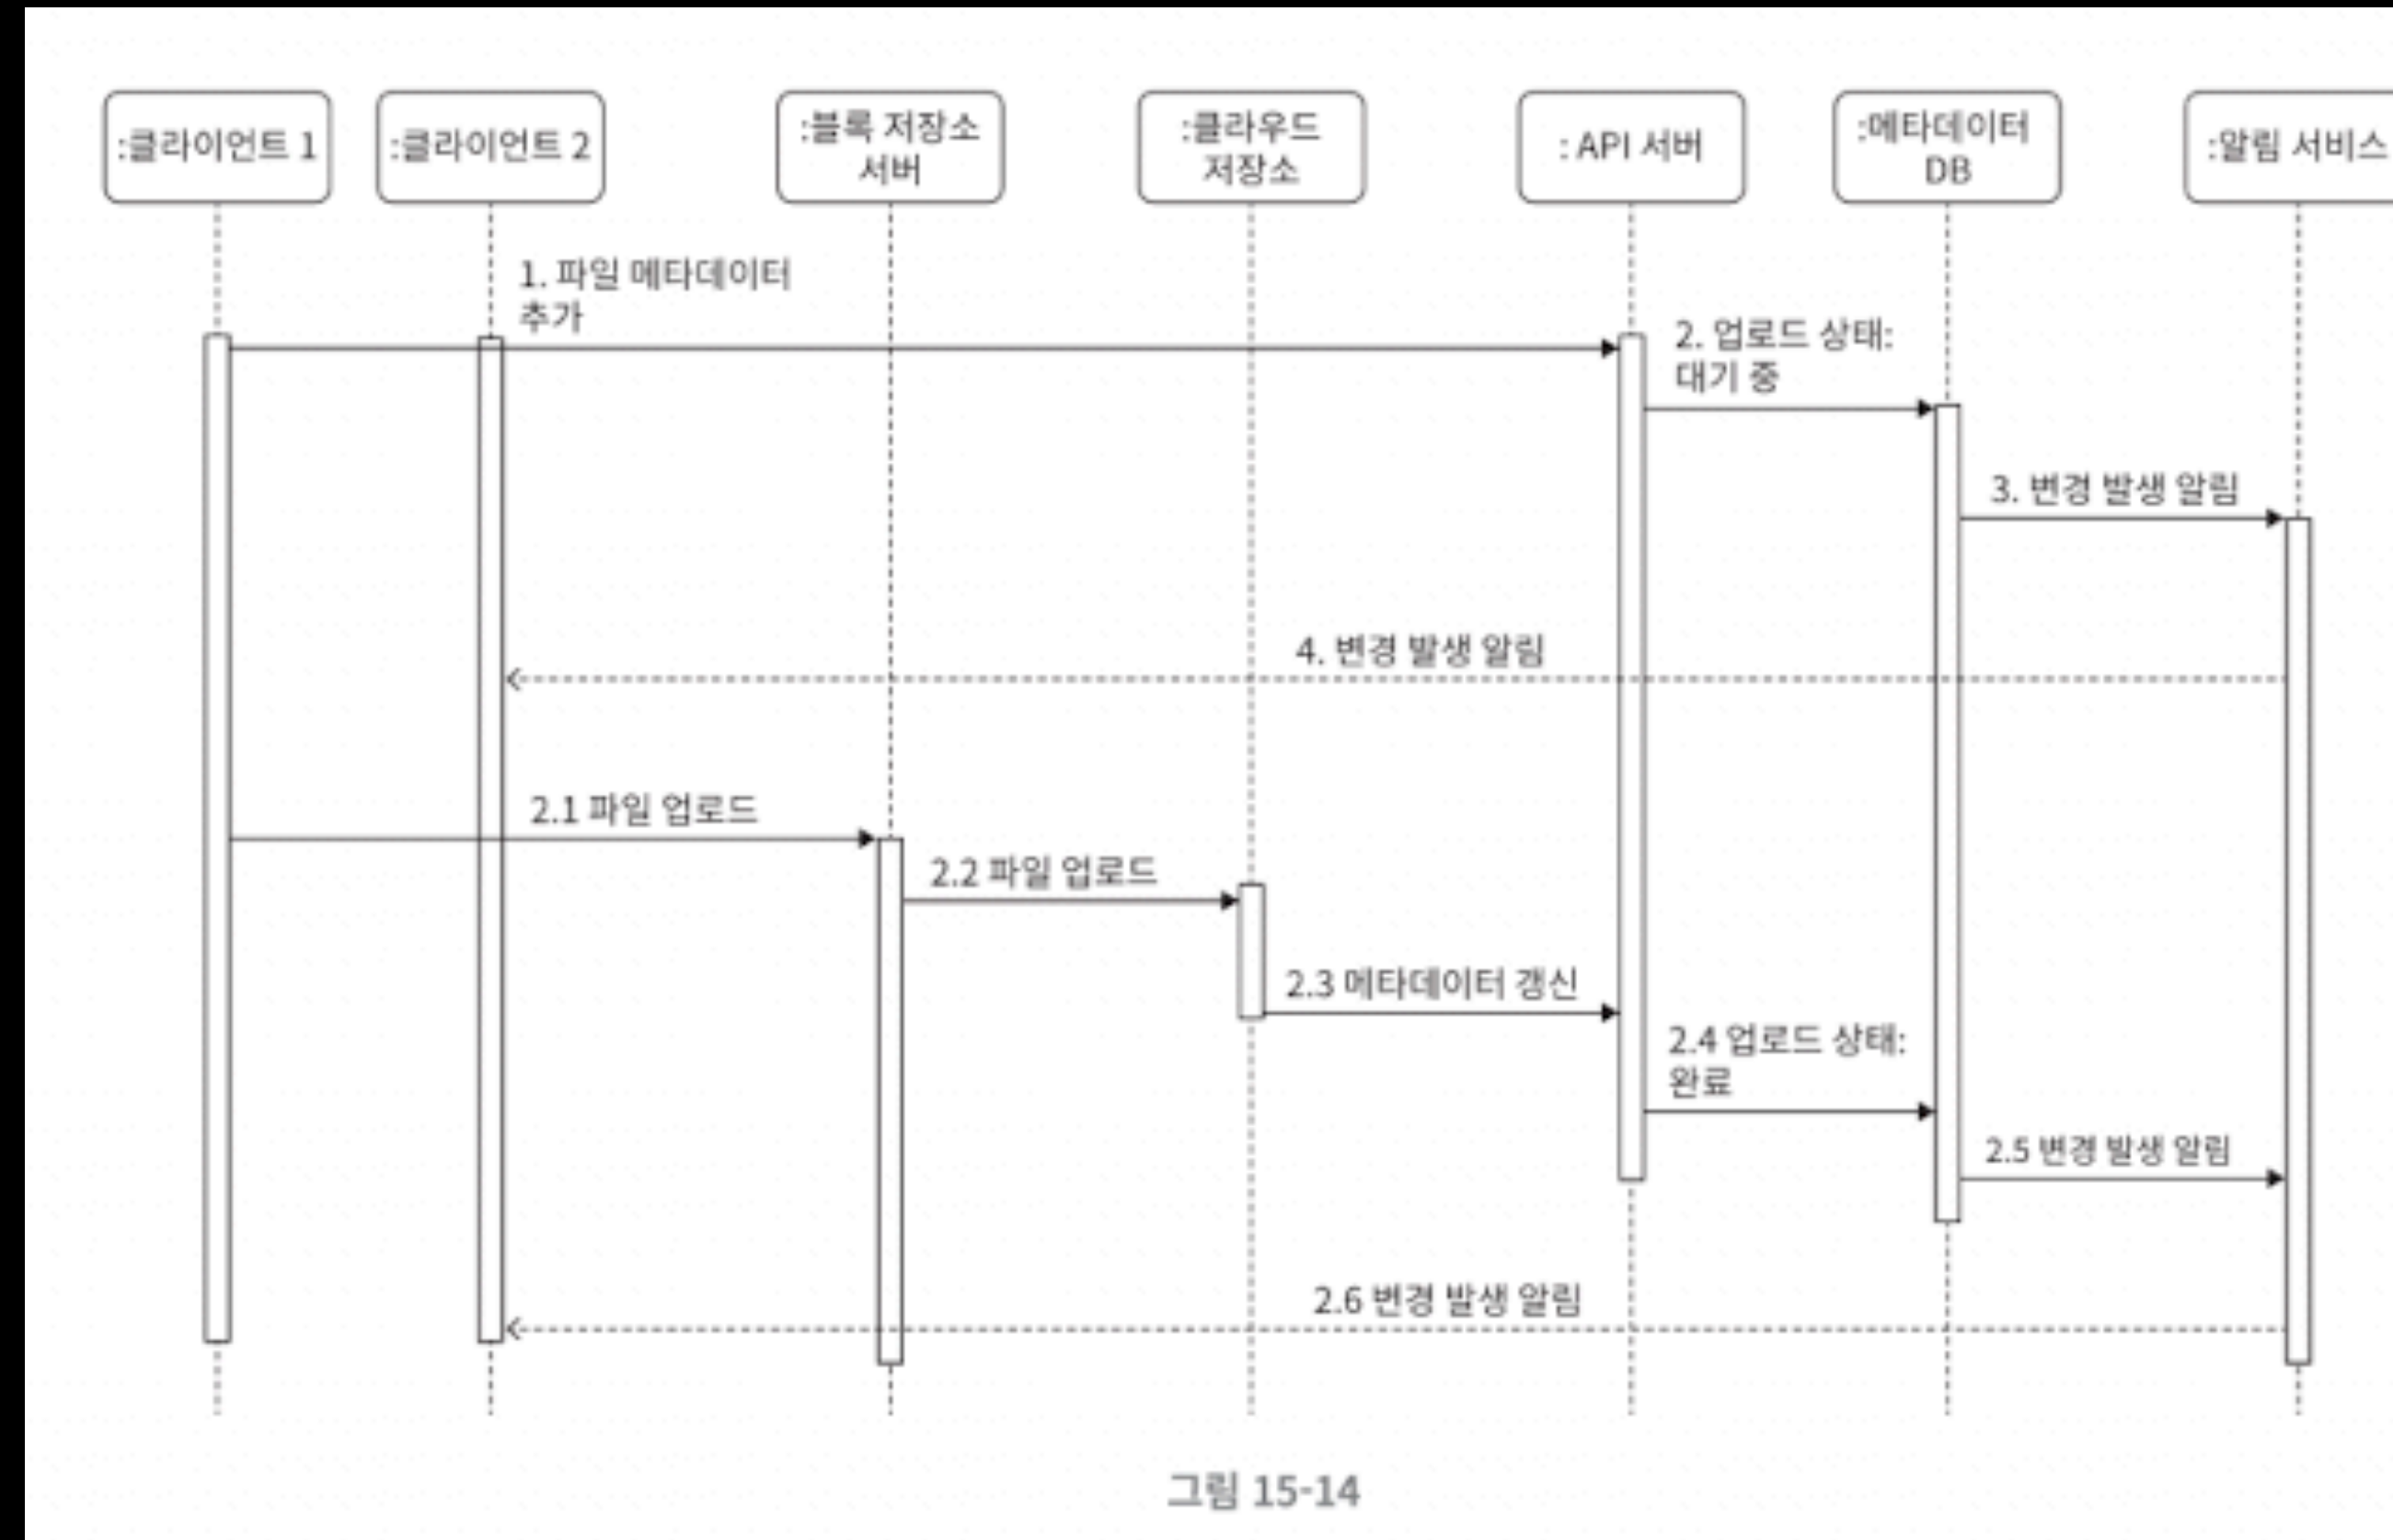 :클라이언트 1
:클라이언트 2
:블록 저장소
서버
:클라우드
저장소
: API 서버
:메타데이터
DB
:알림 서비스
1. 파일 메타데이터
추가
2. 업로드 상태:
대기 중
3. 변경 발생 알림
4. 변경 발생 알림
2.1 파일 업로드
2.2 파일 업로드
2.3 메타데이터 갱신
2.4 업로드 상태:
완료
2.5 변경 발생 알림
2.6 변경 발생 알림
그림 15-14